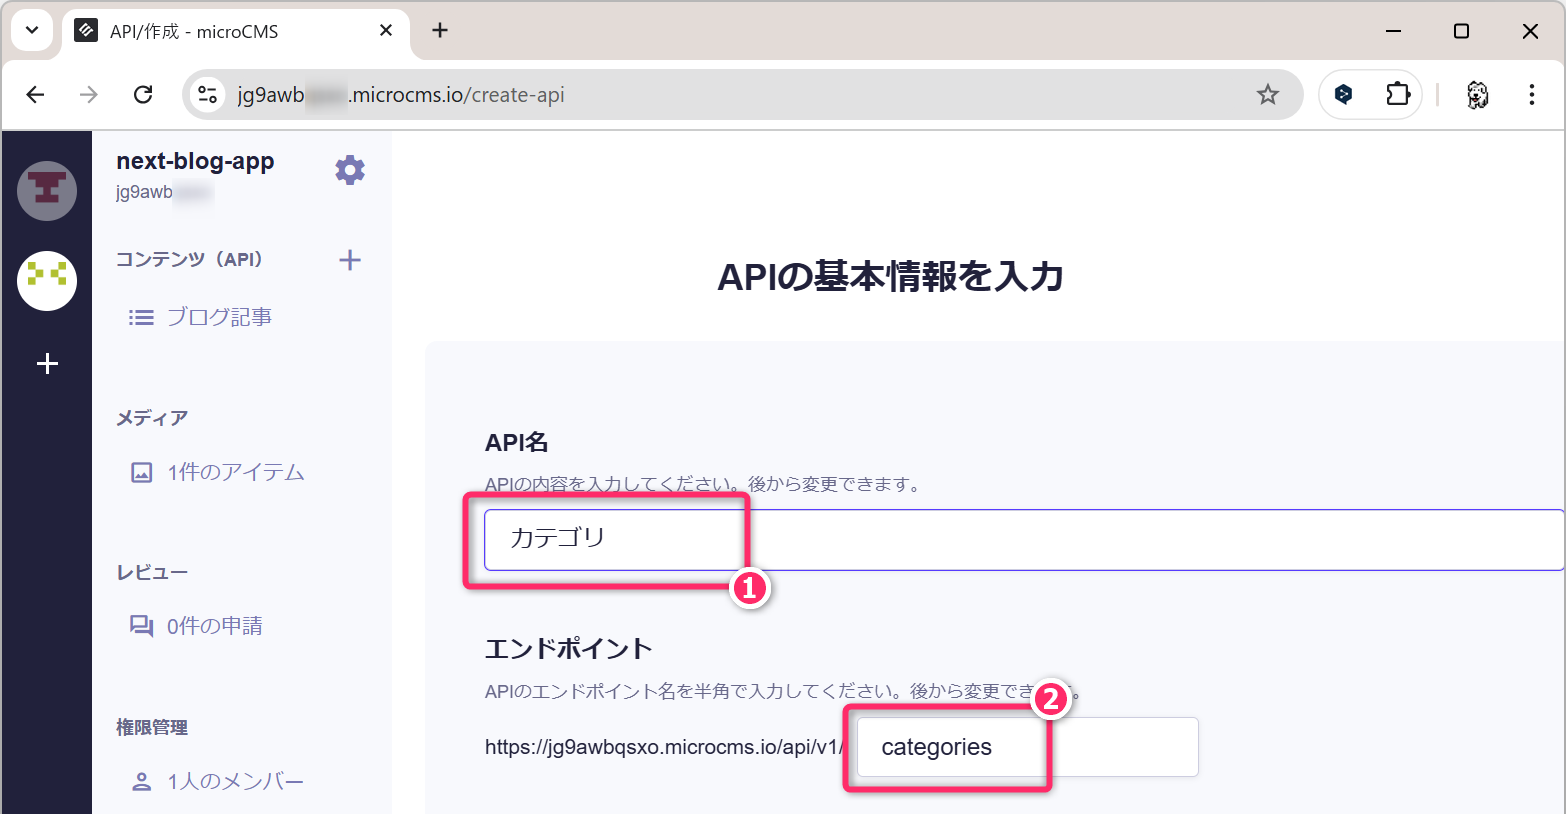 API/作成 - microCMS
jg9awb .microcms.io/create-api
next-blog-app
jg9awb
コンテンツ（API）
ブログ記事
メディア
1件のアイテム
レビュー
0件の申請
権限管理
1人のメンバー
APIの基本情報を入力
API名
APIの内容を入力してください。後から変更できます。
カテゴリ
1
エンドポイント
APIのエンドポイント名を半角で入力してください。後から変更でき 。
2
https://jg9awbqsxo.microcms.io/api/v1/
categories